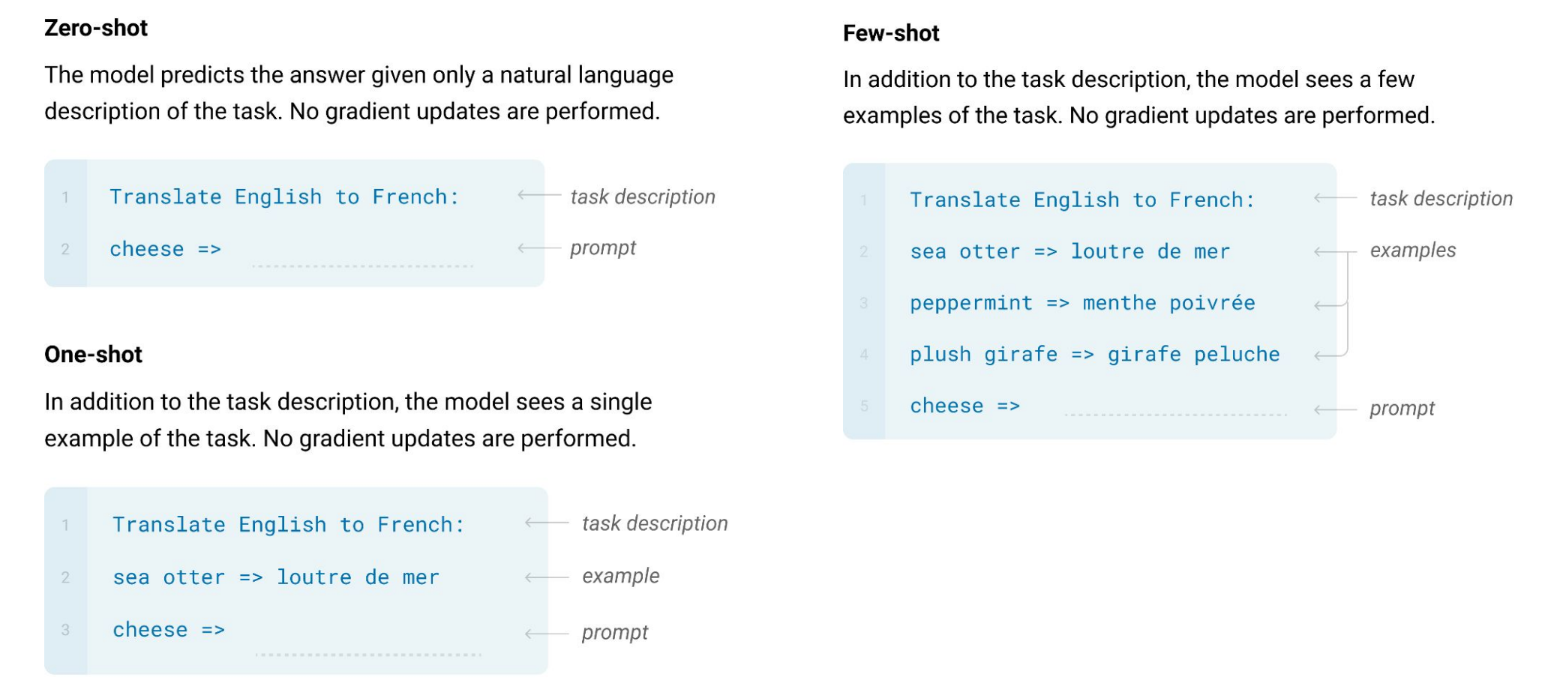 Zero-shot
The model predicts the answer given only a natural language
description of the task. No gradient updates are performed.
1 Translate English to French: task description
2 cheese => prompt
One-shot
In addition to the task description, the model sees a single
example of the task. No gradient updates are performed.
1 Translate English to French: task description
2 sea otter => loutre de mer example
3 cheese => prompt
Few-shot
In addition to the task description, the model sees a few
examples of the task. No gradient updates are performed.
1 Translate English to French: task description
2 sea otter => loutre de mer examples
3 peppermint => menthe poivrée
4 plush girafe => girafe peluche
5 cheese => prompt